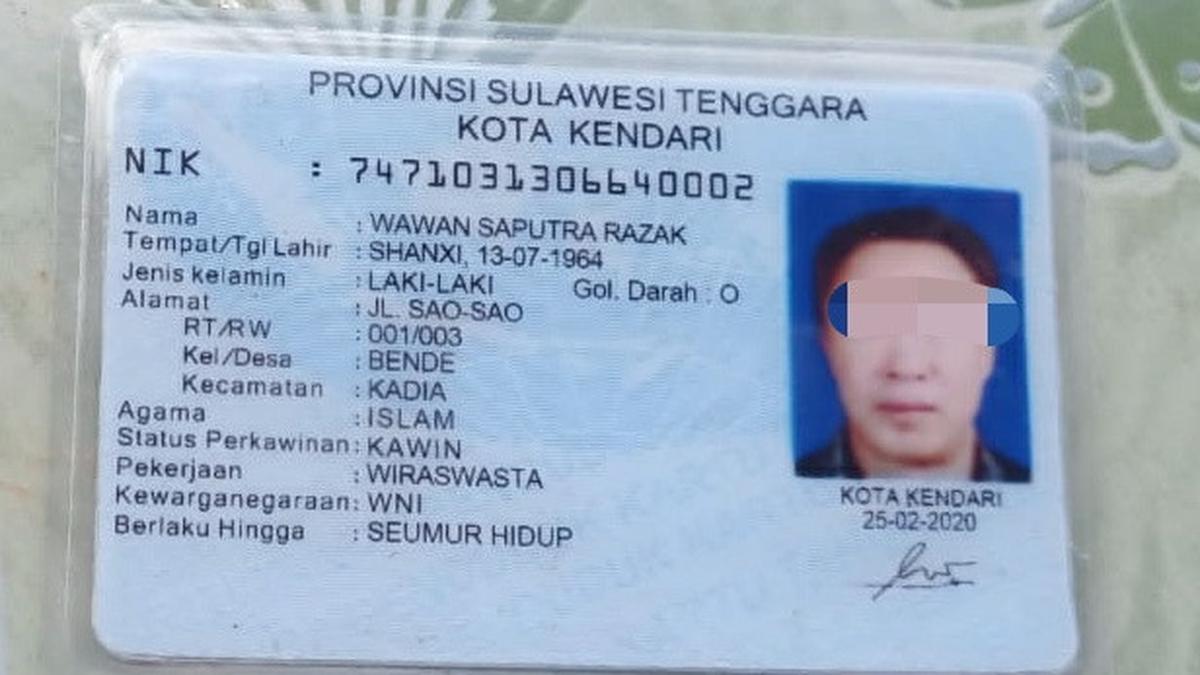 PROVINSI SULAWESI TENGGARA
KOTA KENDARI
NIK : 7471031306640002
Nama : WAWAN SAPUTRA RAZAK
Tempat/Tgl Lahir : SHANXI, 13-07-1964
Jenis kelamin : LAKI-LAKI Gol. Darah : O
Alamat : JL. SAO-SAO
RT/RW : 001/003
Kel/Desa : BENDE
Kecamatan : KADIA
Agama : ISLAM
Status Perkawinan : KAWIN
Pekerjaan : WIRASWASTA
Kewarganegaraan : WNI
Berlaku Hingga : SEUMUR HIDUP
KOTA KENDARI
25-02-2020